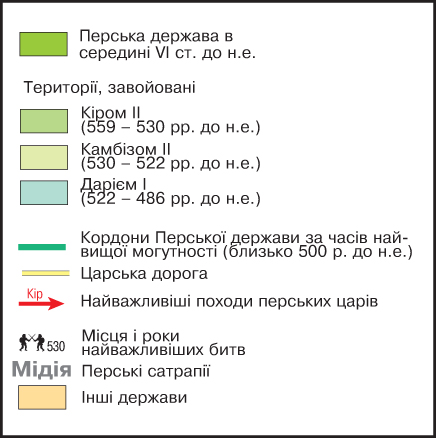 Перська держава в
середині VI ст. до н.е.
Території, завойовані
Кіром II
(559 – 530 рр. до н.е.)
Камбізом II
(530 – 522 рр. до н.е.)
Дарієм I
(522 – 486 рр. до н.е.)
Кордони Перської держави за часів най-
вищої могутності (близько 500 р. до н.е.)
Царська дорога
Кір
Найважливіші походи перських царів
530
Місця і роки
найважливіших битв
Мідія Перські сатрапії
Інші держави